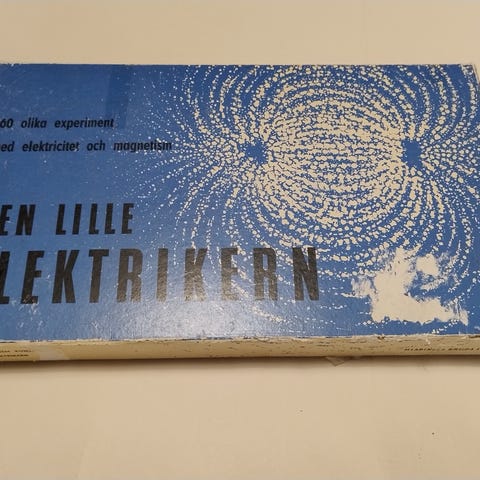 60 olika experiment
ed elektricitet och magnetism
EN LILLE
LEKTRIKERN